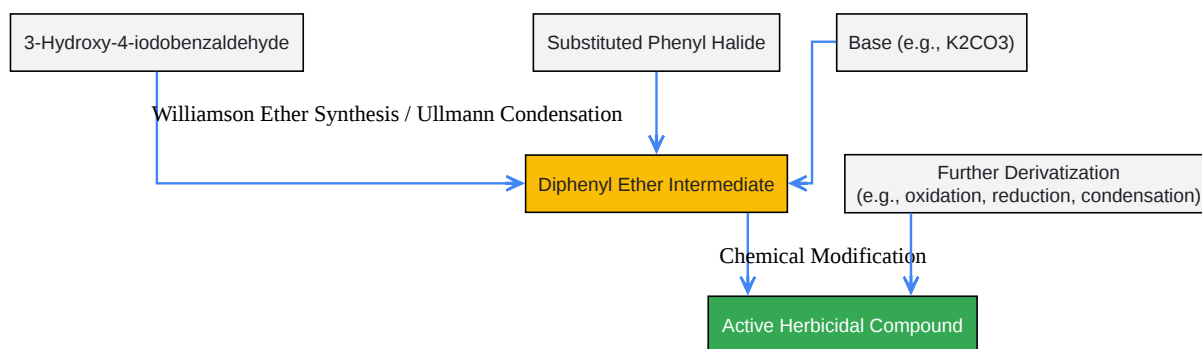 3-Hydroxy-4-iodobenzaldehyde
Substituted Phenyl Halide
Base (e.g., K2CO3)
Williamson Ether Synthesis / Ullmann Condensation
Diphenyl Ether Intermediate
Further Derivatization
(e.g., oxidation, reduction, condensation)
Chemical Modification
Active Herbicidal Compound